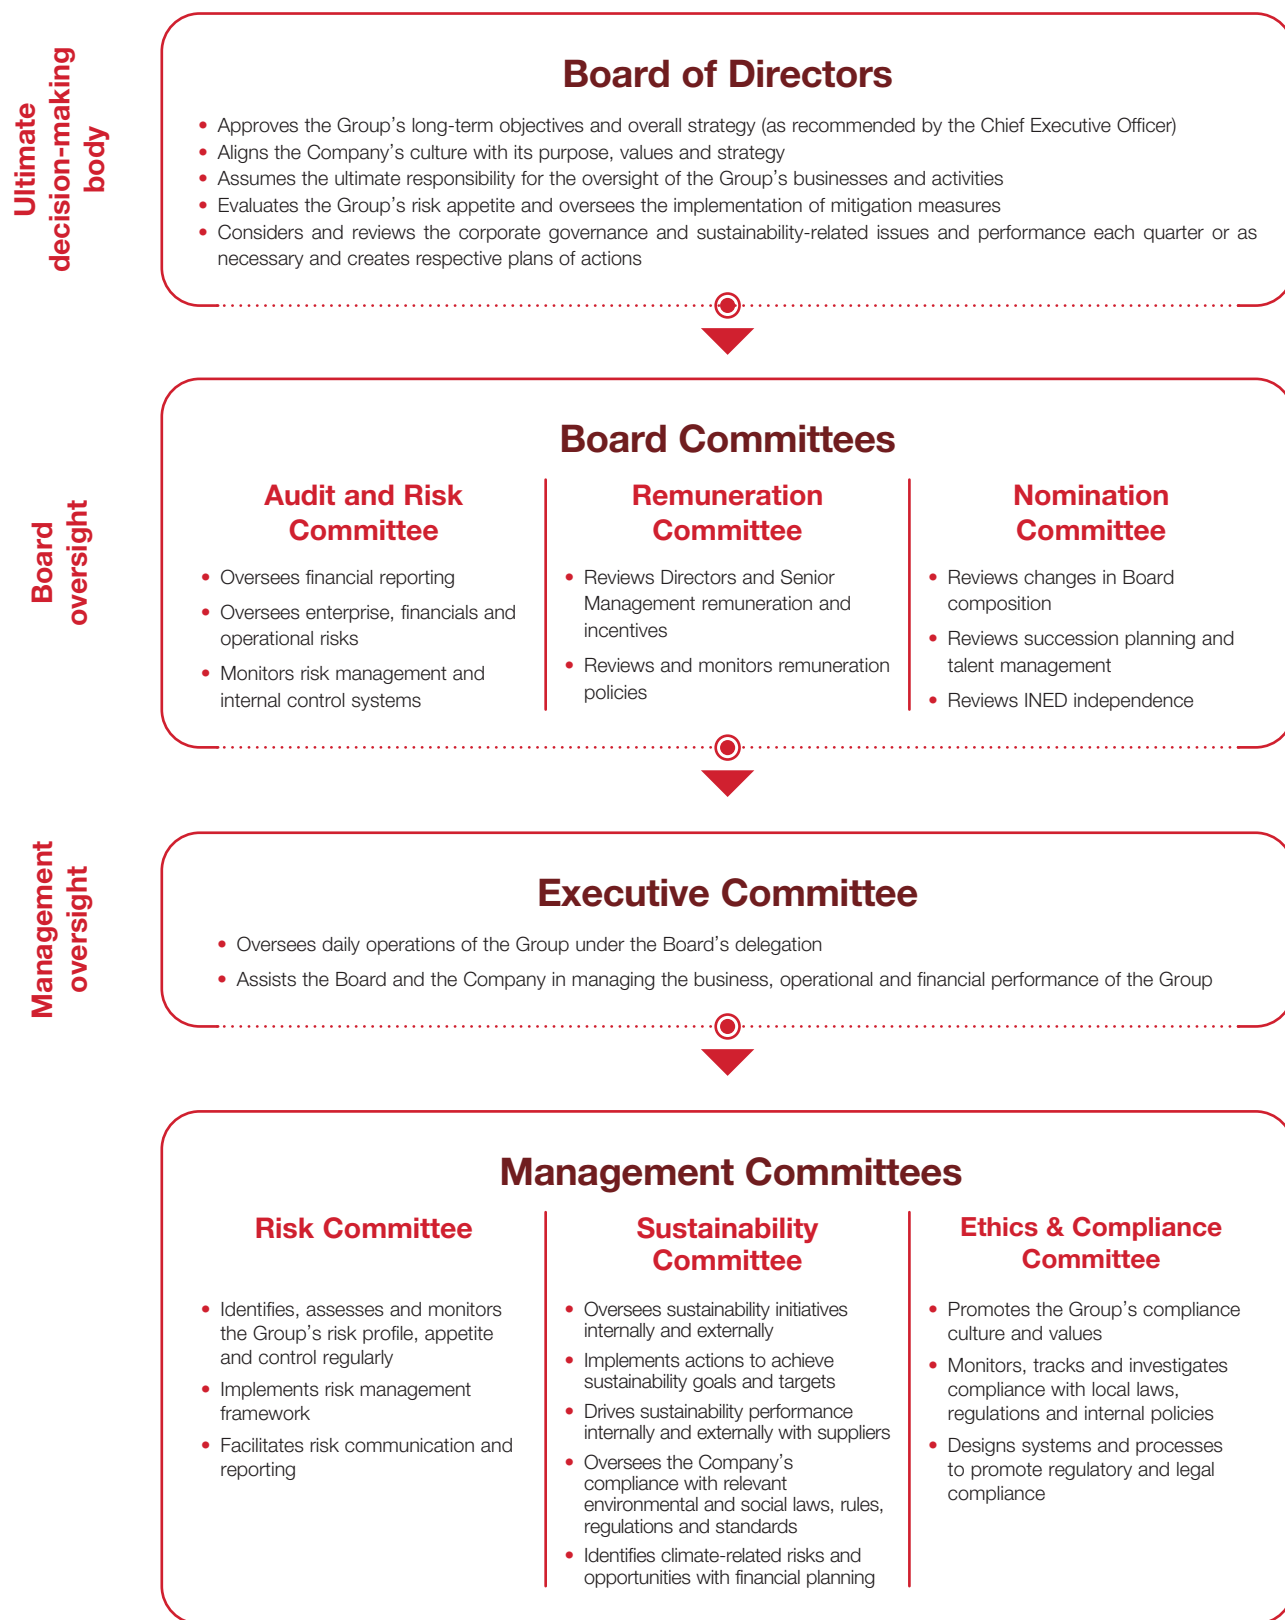 Ultimate
decision-making
body
Board of Directors
• Approves the Group's long-term objectives and overall strategy (as recommended by the Chief Executive Officer)
• Aligns the Company's culture with its purpose, values and strategy
• Assumes the ultimate responsibility for the oversight of the Group's businesses and activities
• Evaluates the Group's risk appetite and oversees the implementation of mitigation measures
• Considers and reviews the corporate governance and sustainability-related issues and performance each quarter or as
necessary and creates respective plans of actions
Board
oversight
Board Committees
Audit and Risk
Committee
• Oversees financial reporting
• Oversees enterprise, financials and
operational risks
• Monitors risk management and
internal control systems
Remuneration
Committee
• Reviews Directors and Senior
Management remuneration and
incentives
• Reviews and monitors remuneration
policies
Nomination
Committee
• Reviews changes in Board
composition
• Reviews succession planning and
talent management
• Reviews INED independence
Management
oversight
Executive Committee
• Oversees daily operations of the Group under the Board's delegation
• Assists the Board and the Company in managing the business, operational and financial performance of the Group
Management Committees
Risk Committee
• Identifies, assesses and monitors
the Group's risk profile, appetite
and control regularly
• Implements risk management
framework
• Facilitates risk communication and
reporting
Sustainability
Committee
• Oversees sustainability initiatives
internally and externally
• Implements actions to achieve
sustainability goals and targets
• Drives sustainability performance
internally and externally with suppliers
• Oversees the Company's
compliance with relevant
environmental and social laws, rules,
regulations and standards
• Identifies climate-related risks and
opportunities with financial planning
Ethics & Compliance
Committee
• Promotes the Group's compliance
culture and values
• Monitors, tracks and investigates
compliance with local laws,
regulations and internal policies
• Designs systems and processes
to promote regulatory and legal
compliance